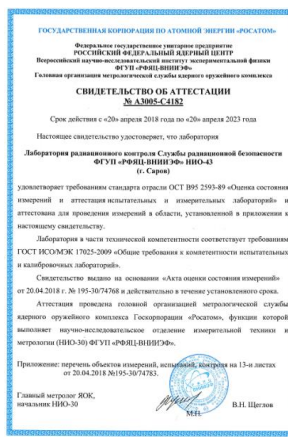 ГОСУДАРСТВЕННАЯ КОРПОРАЦИЯ ПО АТОМНОЙ ЭНЕРГИИ «РОСАТОМ»
Федеральное государственное унитарное предприятие
РОССИЙСКИЙ ФЕДЕРАЛЬНЫЙ ЯДЕРНЫЙ ЦЕНТР
Всероссийский научно-исследовательский институт экспериментальной физики
ФГУП «РФЯЦ-ВНИИЭФ»
Головная организация метрологической службы ядерного оружейного комплекса
СВИДЕТЕЛЬСТВО ОБ АТТЕСТАЦИИ
№ А3005-С4182
Срок действия с «20» апреля 2018 года по «20» апреля 2023 года
Настоящее свидетельство удостоверяет, что лаборатория
Лаборатория радиационного контроля Службы радиационной безопасности
ФГУП «РФЯЦ-ВНИИЭФ» НИО-43
(г. Саров)
удовлетворяет требованиям стандарта отрасли ОСТ В95 2593-89 «Оценка состояния
измерений и аттестация испытательных и измерительных лабораторий» и
аттестована для проведения измерений в области, установленной в приложении к
настоящему свидетельству.
Лаборатория в части технической компетентности соответствует требованиям
ГОСТ ИСО/МЭК 17025-2009 «Общие требования к компетентности испытательных
и калибровочных лабораторий».
Свидетельство выдано на основании «Акта оценки состояния измерений»
от 20.04.2018 г. № 195-30/74768 и действительно в течение установленного срока.
Аттестация проведена головной организацией метрологической службы
ядерного оружейного комплекса Госкорпорации «Росатом», функции которой
выполняет научно-исследовательское отделение измерительной техники и
метрологии (НИО-30) ФГУП «РФЯЦ-ВНИИЭФ».
Приложение: перечень объектов измерений, испытаний, контроля на 13-и листах
от 20.04.2018 №195-30/74783.
Главный метролог ЯОК,
начальник НИО-30
М.П.
В.Н. Щеглов